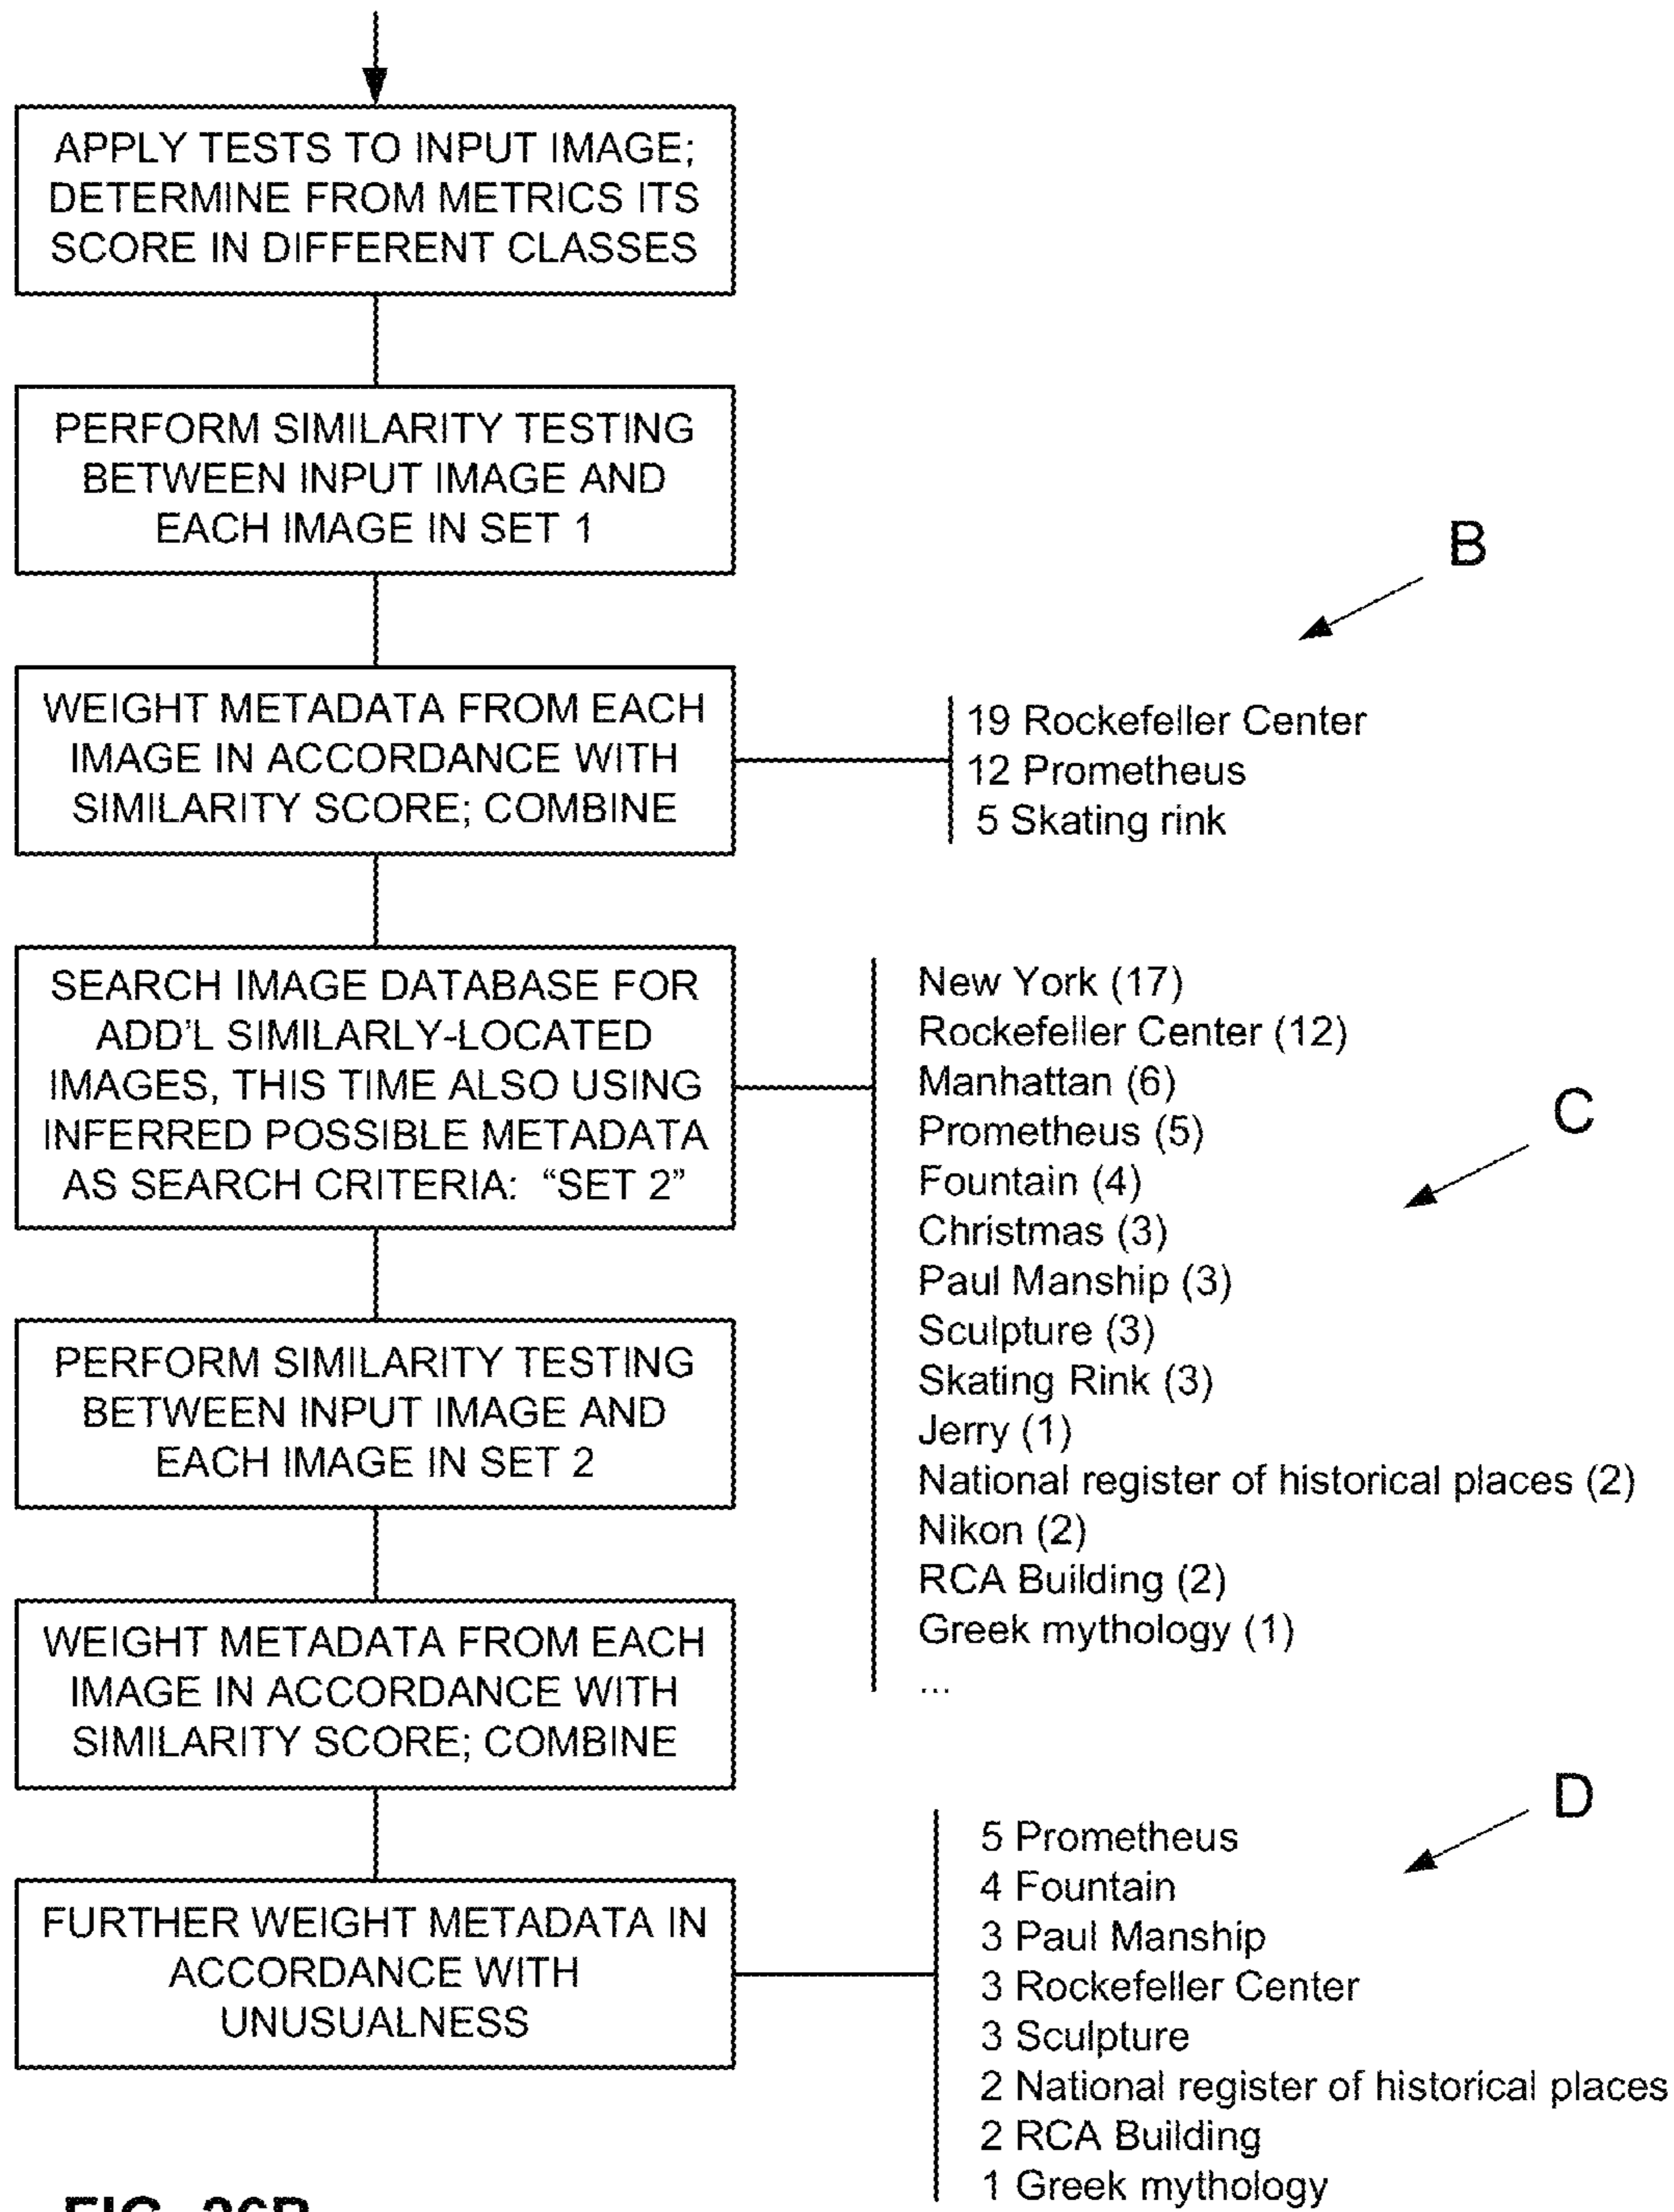 APPLY TESTS TO INPUT IMAGE;
DETERMINE FROM METRICS ITS
SCORE IN DIFFERENT CLASSES
PERFORM SIMILARITY TESTING
BETWEEN INPUT IMAGE AND
EACH IMAGE IN SET 1
B
WEIGHT METADATA FROM EACH
IMAGE IN ACCORDANCE WITH
SIMILARITY SCORE; COMBINE
19 Rockefeller Center
12 Prometheus
5 Skating rink
SEARCH IMAGE DATABASE FOR
ADD'L SIMILARLY-LOCATED
IMAGES, THIS TIME ALSO USING
INFERRED POSSIBLE METADATA
AS SEARCH CRITERIA: “SET 2”
New York (17)
Rockefeller Center (12)
Manhattan (6)
Prometheus (5)
Fountain (4)
Christmas (3)
Paul Manship (3)
Sculpture (3)
Skating Rink (3)
Jerry (1)
National register of historical places (2)
Nikon (2)
RCA Building (2)
Greek mythology (1)
...
C
PERFORM SIMILARITY TESTING
BETWEEN INPUT IMAGE AND
EACH IMAGE IN SET 2
WEIGHT METADATA FROM EACH
IMAGE IN ACCORDANCE WITH
SIMILARITY SCORE; COMBINE
D
FURTHER WEIGHT METADATA IN
ACCORDANCE WITH
UNUSUALNESS
5 Prometheus
4 Fountain
3 Paul Manship
3 Rockefeller Center
3 Sculpture
2 National register of historical places
2 RCA Building
1 Greek mythology
FIG. 26B